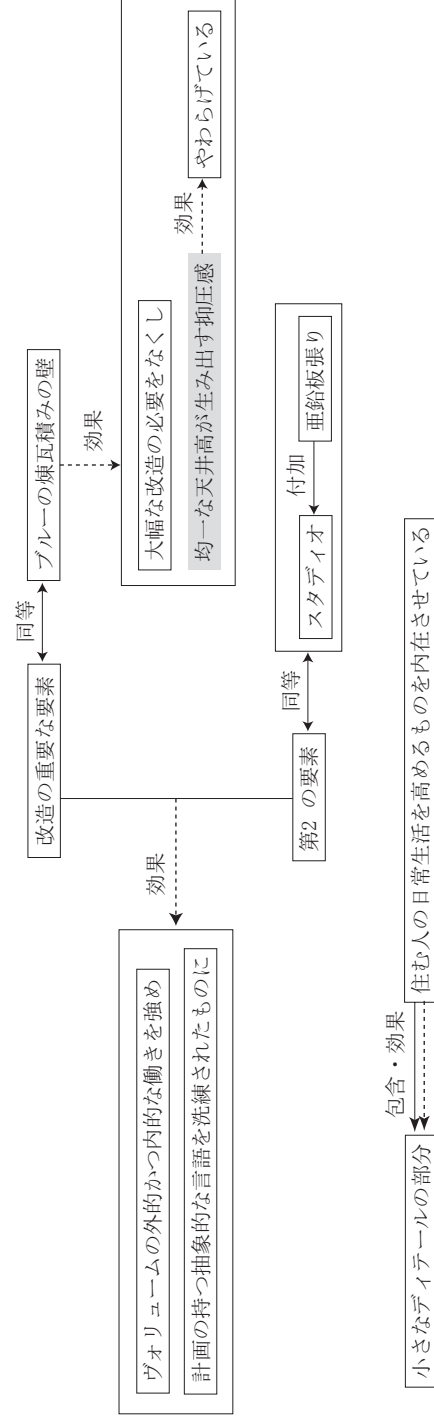 改造の重要な要素
同等
ブルーの煉瓦積みの壁
効果
大幅な改造の必要をなくし
均一な天井高が生み出す抑圧感
効果
やわらげている
効果
ヴォリュームの外的かつ内的な働きを強め
計画の持つ抽象的な言語を洗練されたものに
第2 の要素
同等
スタディオ
付加
亜鉛板張り
小さなディテールの部分
包含・効果
住む人の日常生活を高めるものを内在させている